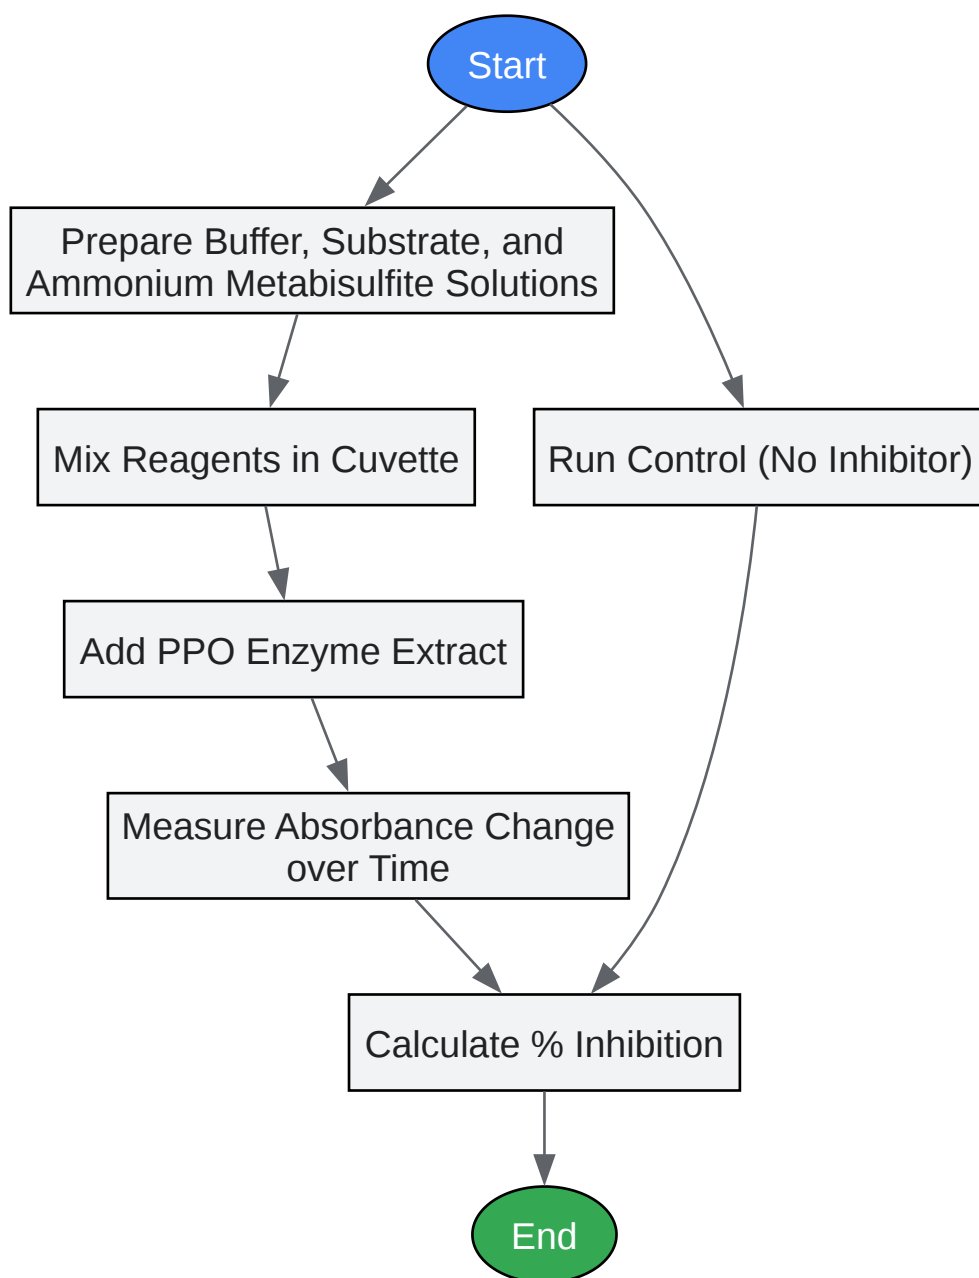 Start
Prepare Buffer, Substrate, and
Ammonium Metabisulfite Solutions
Mix Reagents in Cuvette
Run Control (No Inhibitor)
Add PPO Enzyme Extract
Measure Absorbance Change
over Time
Calculate % Inhibition
End